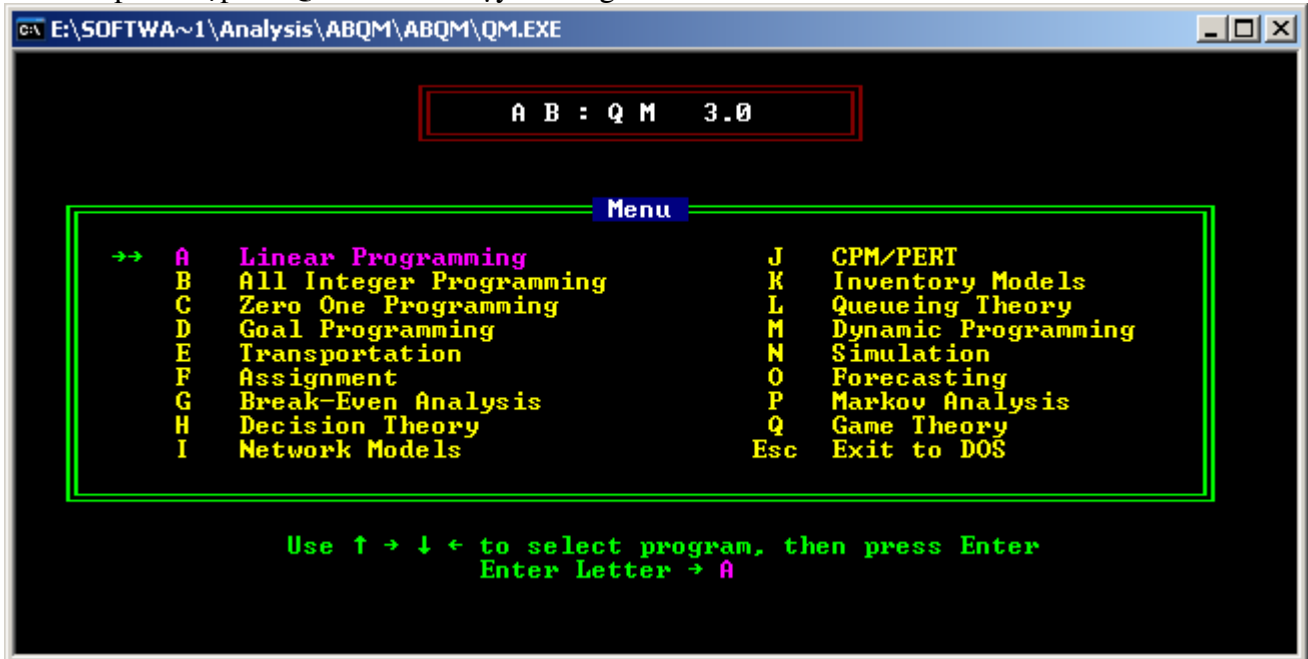 E:\SOFTWA~1\Analysis\ABQM\ABQM\QM.EXE
A B : Q M 3.0
Menu
→→ A Linear Programming J CPM/PERT
B All Integer Programming K Inventory Models
C Zero One Programming L Queueing Theory
D Goal Programming M Dynamic Programming
E Transportation N Simulation
F Assignment O Forecasting
G Break-Even Analysis P Markov Analysis
H Decision Theory Q Game Theory
I Network Models Esc Exit to DOS
Use ↑ → ↓ ← to select program, then press Enter
Enter Letter → A